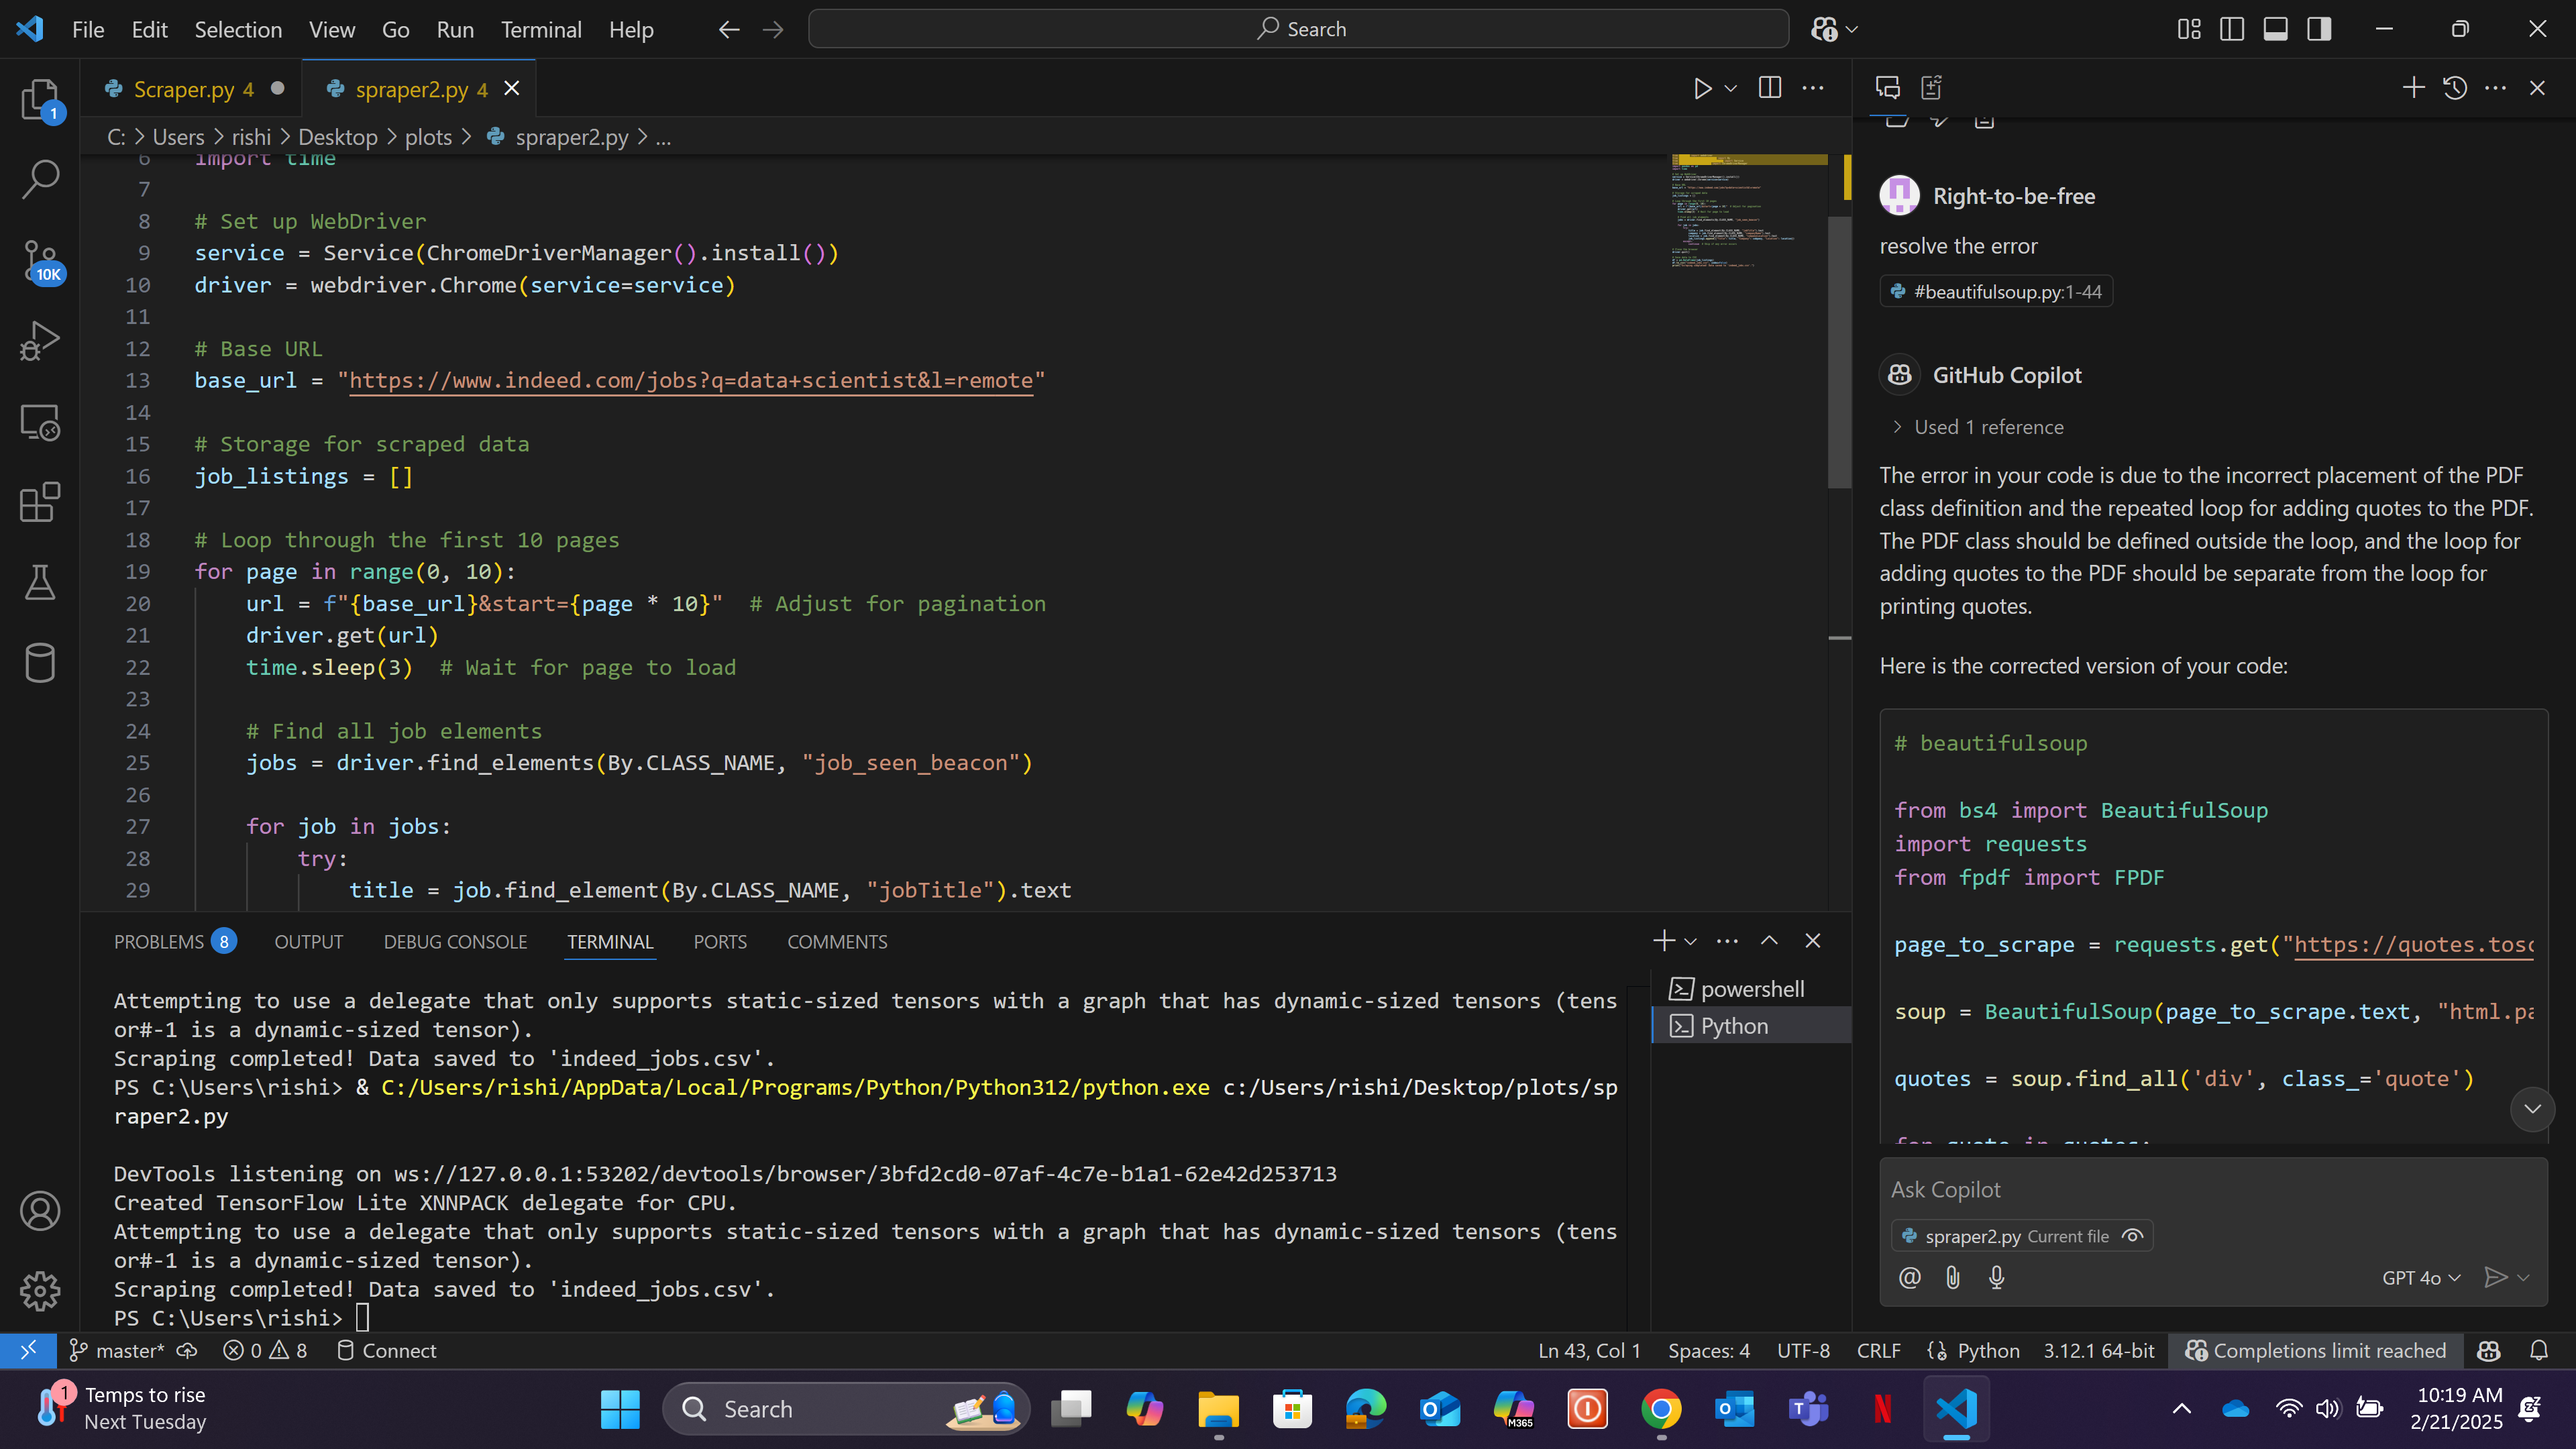 File Edit Selection View Go Run Terminal Help
Search
Scraper.py 4
spraper2.py 4
C: > Users > rishi > Desktop > plots > spraper2.py > ...
1
10K
6 import time
7
8 # Set up WebDriver
9 service = Service(ChromeDriverManager().install())
10 driver = webdriver.Chrome(service=service)
11
12 # Base URL
13 base_url = "https://www.indeed.com/jobs?q=data+scientist&l=remote"
14
15 # Storage for scraped data
16 job_listings = []
17
18 # Loop through the first 10 pages
19 for page in range(0, 10):
20 url = f"{base_url}&start={page * 10}"  # Adjust for pagination
21 driver.get(url)
22 time.sleep(3)  # Wait for page to load
23
24 # Find all job elements
25 jobs = driver.find_elements(By.CLASS_NAME, "job_seen_beacon")
26
27 for job in jobs:
28 try:
29 title = job.find_element(By.CLASS_NAME, "jobTitle").text
PROBLEMS 8 OUTPUT DEBUG CONSOLE TERMINAL PORTS COMMENTS
Attempting to use a delegate that only supports static-sized tensors with a graph that has dynamic-sized tensors (tens
or#-1 is a dynamic-sized tensor).
Scraping completed! Data saved to 'indeed_jobs.csv'.
PS C:\Users\rishi> & C:/Users/rishi/AppData/Local/Programs/Python/Python312/python.exe c:/Users/rishi/Desktop/plots/sp
raper2.py
DevTools listening on ws://127.0.0.1:53202/devtools/browser/3bfd2cd0-07af-4c7e-b1a1-62e42d253713
Created TensorFlow Lite XNNPACK delegate for CPU.
Attempting to use a delegate that only supports static-sized tensors with a graph that has dynamic-sized tensors (tens
or#-1 is a dynamic-sized tensor).
Scraping completed! Data saved to 'indeed_jobs.csv'.
PS C:\Users\rishi>
powershell
Python
Right-to-be-free
resolve the error
#beautifulsoup.py:1-44
GitHub Copilot
> Used 1 reference
The error in your code is due to the incorrect placement of the PDF
class definition and the repeated loop for adding quotes to the PDF.
The PDF class should be defined outside the loop, and the loop for
adding quotes to the PDF should be separate from the loop for
printing quotes.
Here is the corrected version of your code:
# beautifulsoup
from bs4 import BeautifulSoup
import requests
from fpdf import FPDF
page_to_scrape = requests.get("https://quotes.tosc
soup = BeautifulSoup(page_to_scrape.text, "html.pa
quotes = soup.find_all('div', class_='quote')
for quote in quotes:
Ask Copilot
spraper2.py Current file
@ GPT 4o
master* 0 8 Connect
Ln 43, Col 1 Spaces: 4 UTF-8 CRLF Python 3.12.1 64-bit Completions limit reached
1 Temps to rise
Next Tuesday
Search
M365
N
10:19 AM
2/21/2025